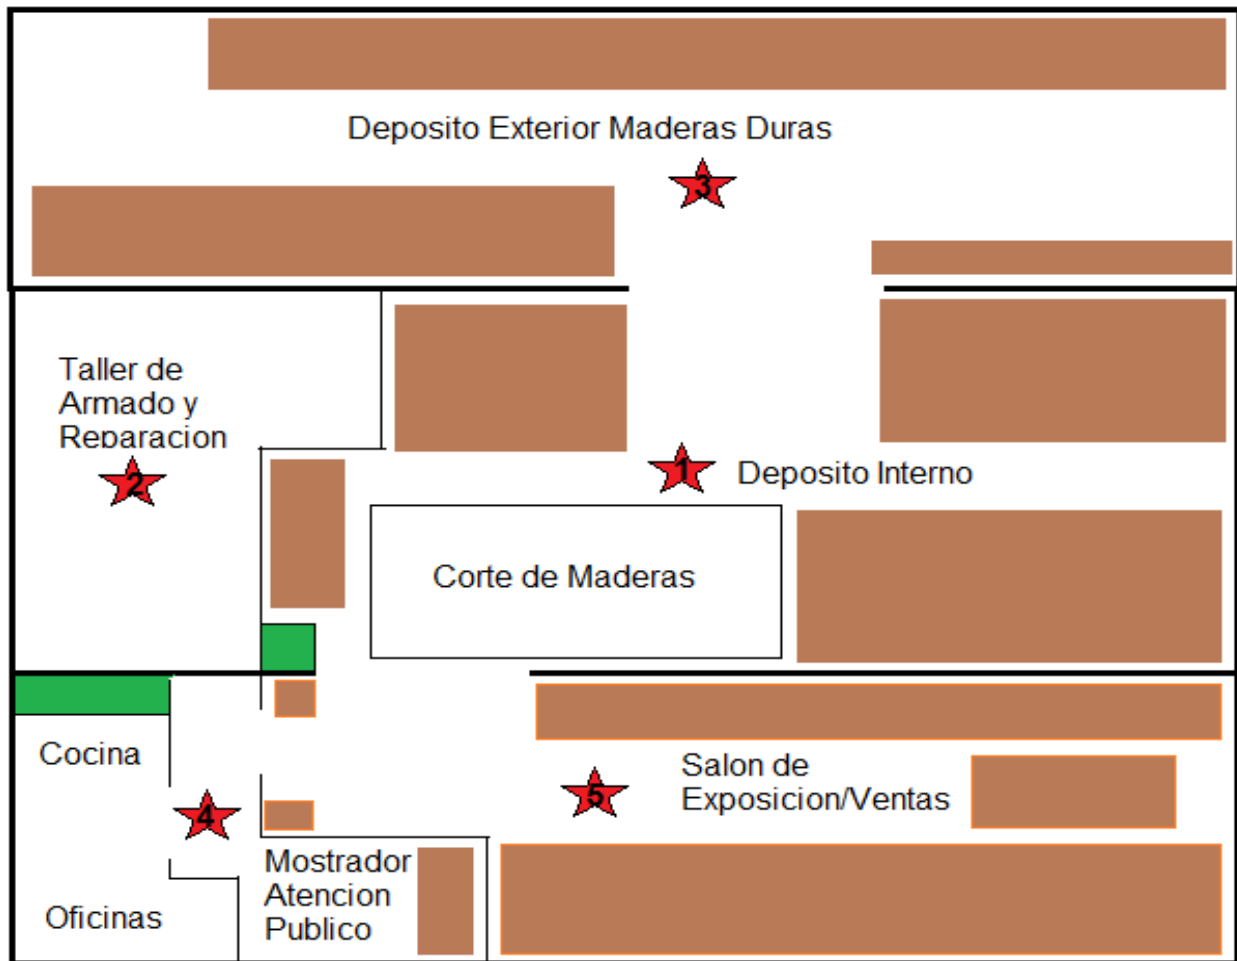 Deposito Exterior Maderas Duras
3
Taller de
Armado y
Reparacion
2
1
Deposito Interno
Corte de Maderas
Cocina
4
5
Salon de
Exposicion/Ventas
Mostrador
Atencion
Publico
Oficinas